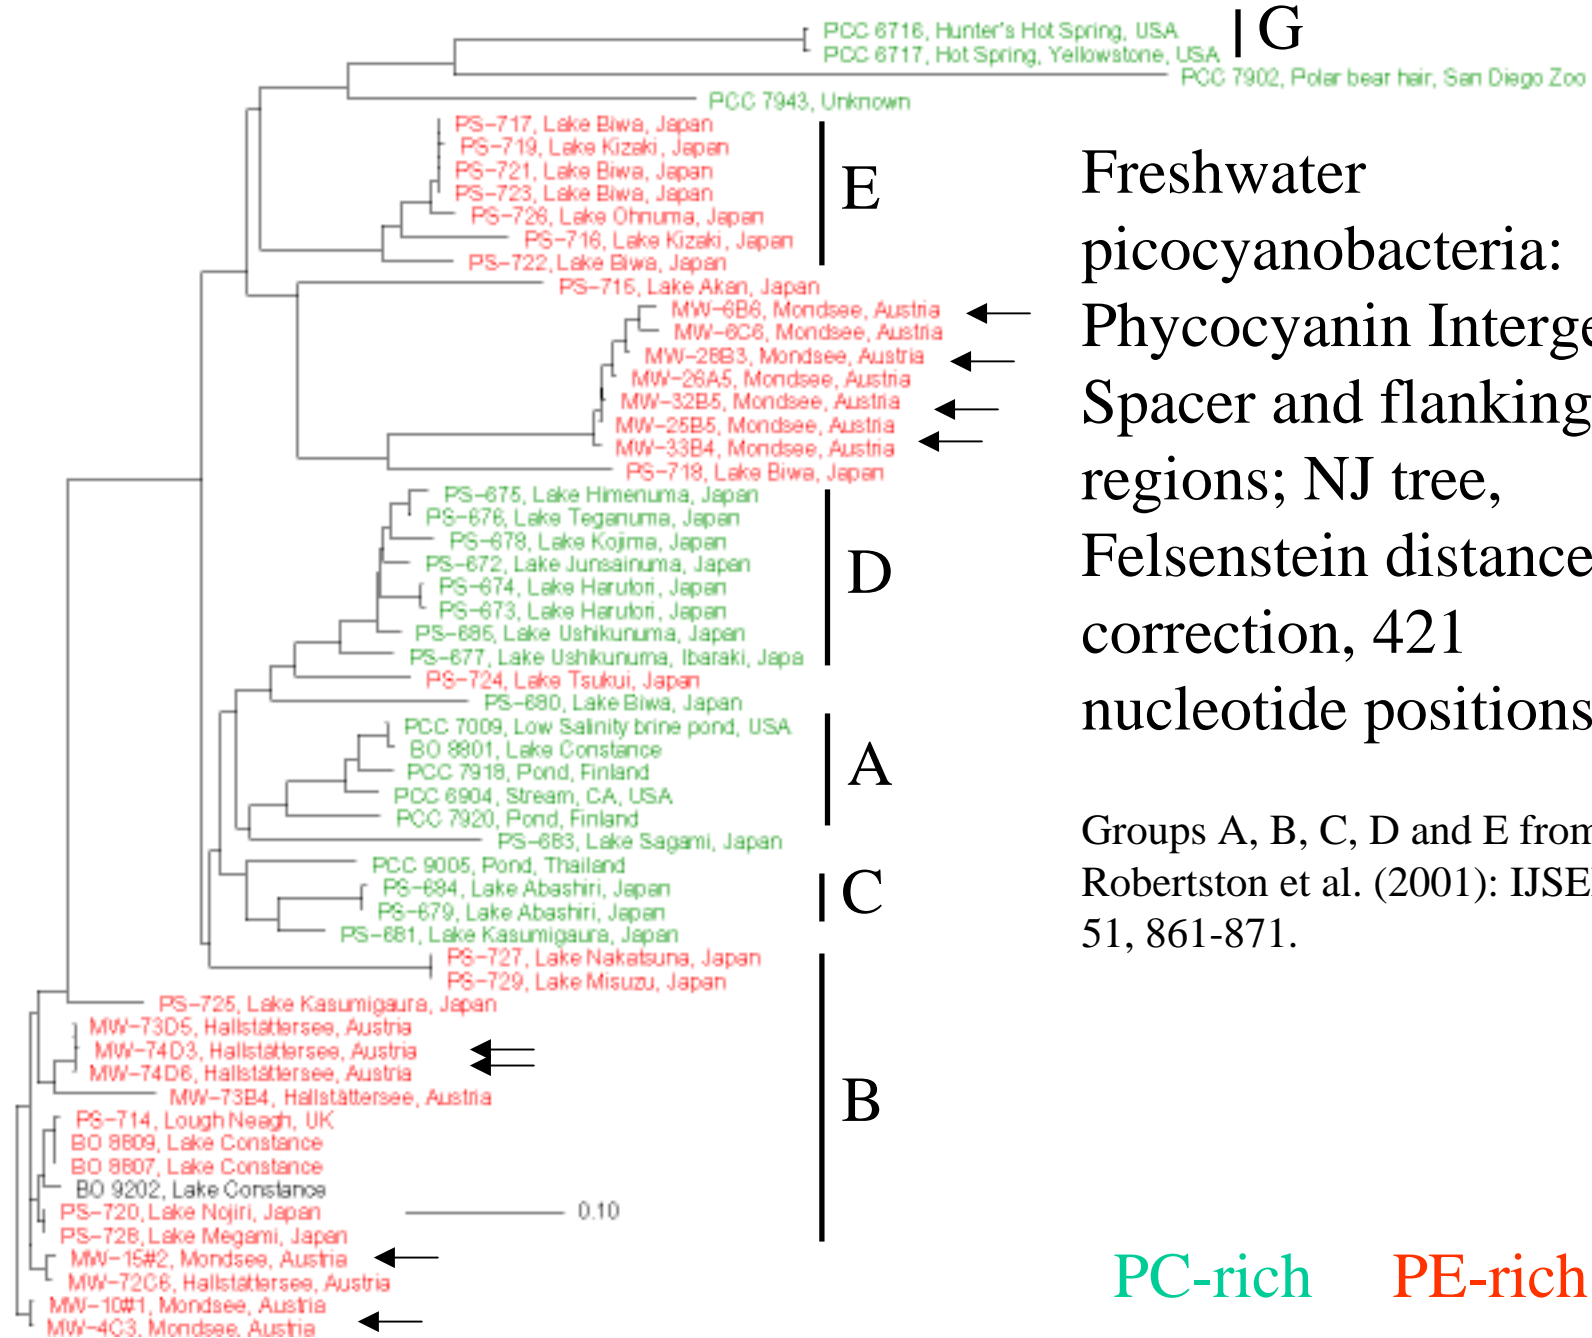 PCC 6716, Hunter's Hot Spring, USA
PCC 6717, Hot Spring, Yellowstone, USA
G
PCC 7902, Polar bear hair, San Diego Zoo
PCC 7943, Unknown
PS-717, Lake Biwa, Japan
PS-719, Lake Kizaki, Japan
PS-721, Lake Biwa, Japan
PS-723, Lake Biwa, Japan
PS-726, Lake Ohnuma, Japan
PS-716, Lake Kizaki, Japan
PS-722, Lake Biwa, Japan
E
PS-715, Lake Akan, Japan
MW-6B6, Mondsee, Austria
MW-6C6, Mondsee, Austria
MW-28B3, Mondsee, Austria
MW-26A5, Mondsee, Austria
MW-32B5, Mondsee, Austria
MW-25B5, Mondsee, Austria
MW-33B4, Mondsee, Austria
PS-718, Lake Biwa, Japan
PS-675, Lake Himenuma, Japan
PS-676, Lake Teganuma, Japan
PS-678, Lake Kojima, Japan
PS-672, Lake Junsainuma, Japan
PS-674, Lake Harutori, Japan
PS-673, Lake Harutori, Japan
PS-685, Lake Ushikunuma, Japan
PS-677, Lake Ushikunuma, Ibaraki, Japa
D
PS-724, Lake Tsukui, Japan
PS-680, Lake Biwa, Japan
PCC 7009, Low Salinity brine pond, USA
BO 8801, Lake Constance
PCC 7918, Pond, Finland
PCC 6904, Stream, CA, USA
PCC 7920, Pond, Finland
A
PS-683, Lake Sagami, Japan
PCC 9005, Pond, Thailand
PS-684, Lake Abashiri, Japan
PS-679, Lake Abashiri, Japan
C
PS-681, Lake Kasumigaura, Japan
PS-727, Lake Nakatsuna, Japan
PS-729, Lake Misuzu, Japan
PS-725, Lake Kasumigaura, Japan
MW-73D5, Hallstättersee, Austria
MW-74D3, Hallstättersee, Austria
MW-74D6, Hallstättersee, Austria
MW-73B4, Hallstättersee, Austria
B
PS-714, Lough Neagh, UK
BO 8809, Lake Constance
BO 8807, Lake Constance
BO 9202, Lake Constance
PS-720, Lake Nojiri, Japan
0.10
PS-728, Lake Megami, Japan
MW-15#2, Mondsee, Austria
MW-72C6, Hallstättersee, Austria
MW-10#1, Mondsee, Austria
MW-4C3, Mondsee, Austria
Freshwater
picocyanobacteria:
Phycocyanin Interge
Spacer and flanking
regions; NJ tree,
Felsenstein distance
correction, 421
nucleotide positions
Groups A, B, C, D and E from
Robertston et al. (2001): IJSE
51, 861-871.
PC-rich PE-rich